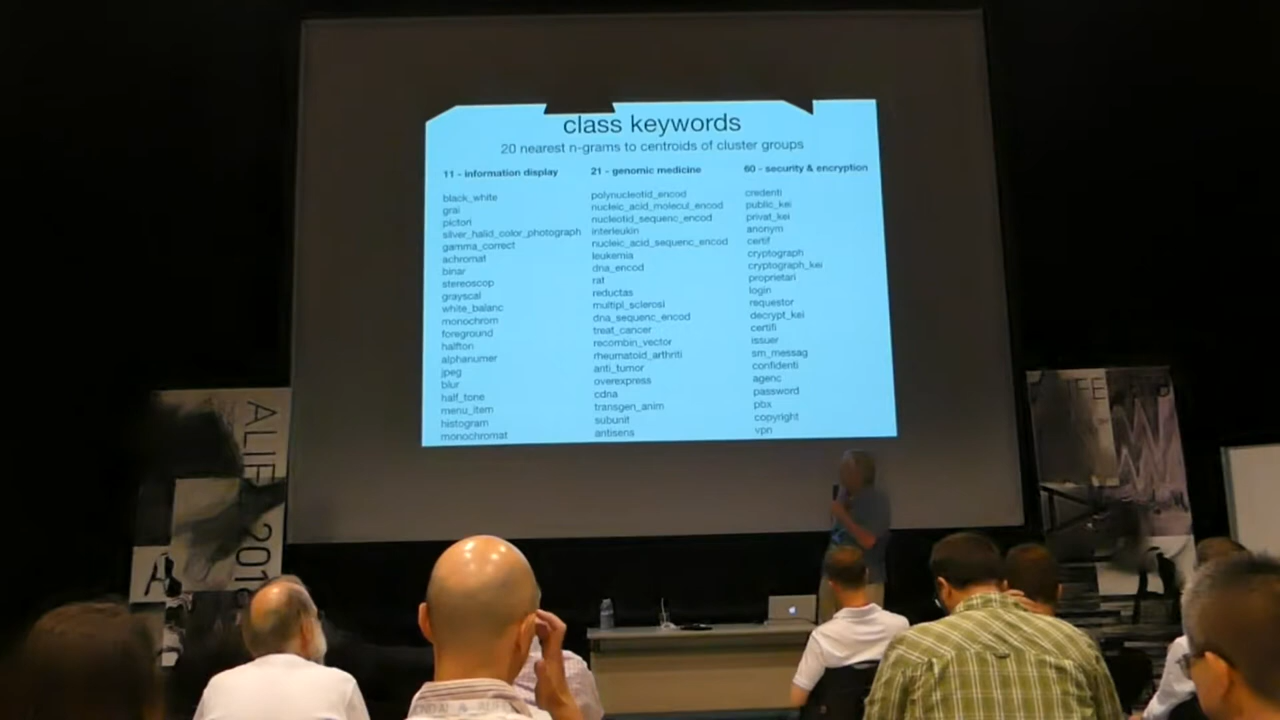 class keywords
20 nearest n-grams to centroids of cluster groups
11 - information display
black_white
grai
pictori
silver_halid_color_photograph
gamma_correct
achromat
binar
stereoscop
grayscal
white_balanc
monochrom
foreground
halfton
alphanumer
jpeg
blur
half_tone
menu_item
histogram
monochromat
21 - genomic medicine
polynucleotid_encod
nucleic_acid_molecul_encod
nucleotid_sequenc_encod
interleukin
nucleic_acid_sequenc_encod
leukemia
dna_encod
rat
reductas
multipl_sclerosi
dna_sequenc_encod
treat_cancer
recombin_vector
rheumatoid_arthriti
anti_tumor
overexpress
cdna
transgen_anim
subunit
antisens
60 - security & encryption
credenti
public_kei
privat_kei
anonym
certif
cryptograph
cryptograph_kei
proprietari
login
requestor
decrypt_kei
certifi
issuer
sm_messag
confidenti
agenc
password
pbx
copyright
vpn
ALIFE 201